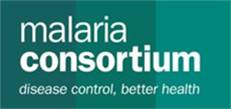 malaria
consortium
disease control, better health